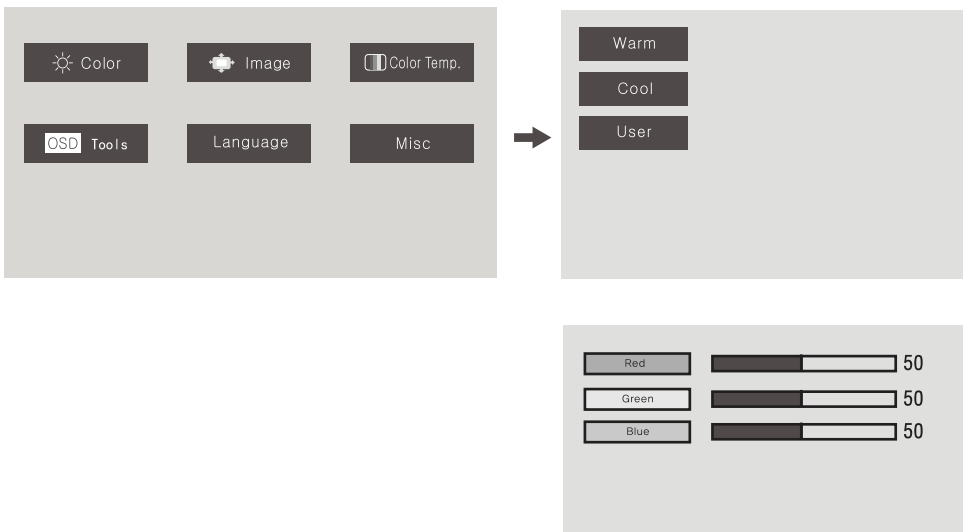 Color
Image
Color Temp.
OSD Tools
Language
Misc
Warm
Cool
User
Red 50
Green 50
Blue 50